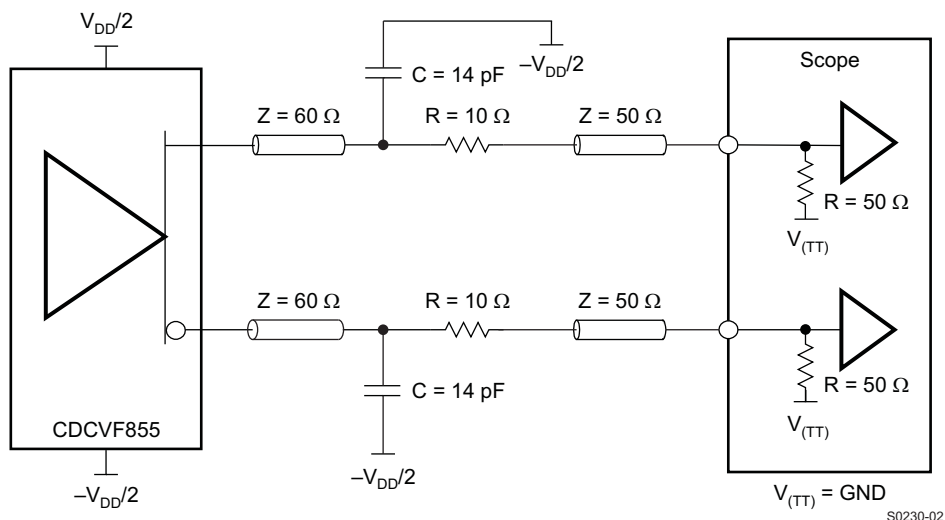 V_DD/2
–V_DD/2
C = 14 pF
Scope
Z = 60 Ω
R = 10 Ω
Z = 50 Ω
R = 50 Ω
V_(TT)
Z = 60 Ω
R = 10 Ω
Z = 50 Ω
C = 14 pF
R = 50 Ω
V_(TT)
CDCVF855
–V_DD/2
–V_DD/2
V_(TT) = GND
S0230-02